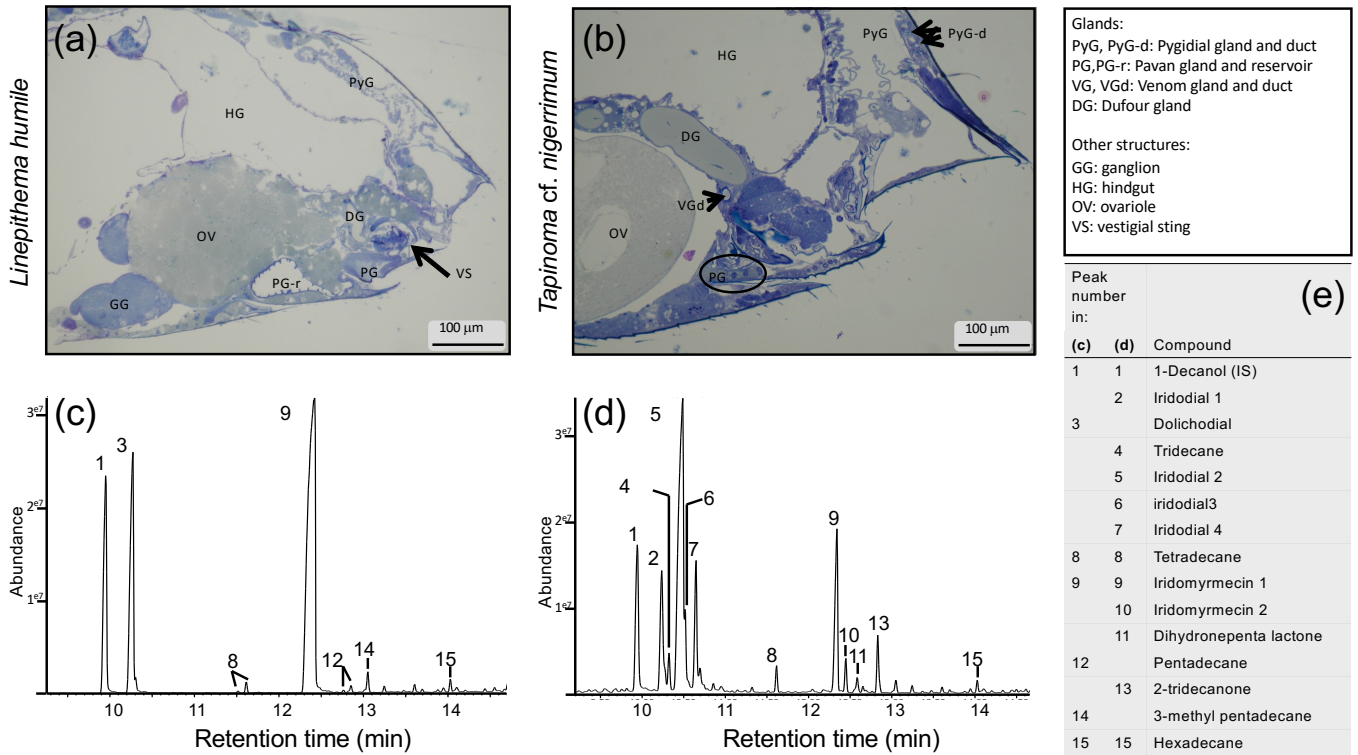 Linepithema humile
(a)
PyG
HG
OV
DG
PG
VS
PG-r
GG
100 µm
Tapinoma cf. nigerrimum
(b)
HG
PyG
PyG-d
DG
VGd
OV
PG
100 µm
Glands:
PyG, PyG-d: Pygidial gland and duct
PG,PG-r: Pavan gland and reservoir
VG, VGd: Venom gland and duct
DG: Dufour gland
Other structures:
GG: ganglion
HG: hindgut
OV: ovariole
VS: vestigial sting
(c)
Abundance
3e7
2e7
1e7
1
3
8
9
12
14
15
10
11
12
13
14
Retention time (min)
(d)
Abundance
3e7
2e7
1e7
1
2
4
5
6
7
8
9
10
11
13
15
10
11
12
13
14
Retention time (min)
(e)
Peak
number
in:
(c) (d) Compound
1 1 1-Decanol (IS)
2 Iridodial 1
3 Dolichodial
4 Tridecane
5 Iridodial 2
6 iridodial3
7 Iridodial 4
8 8 Tetradecane
9 9 Iridomyrmecin 1
10 Iridomyrmecin 2
11 Dihydronepenta lactone
12 Pentadecane
13 2-tridecanone
14 3-methyl pentadecane
15 15 Hexadecane